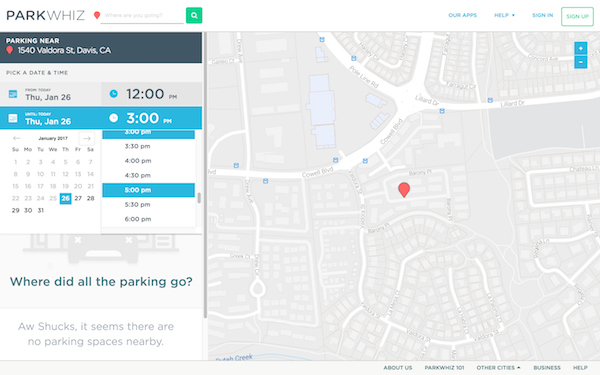 PARKWHIZ
Where are you going?
OUR APPS
HELP
SIGN IN
SIGN UP
PARKING NEAR
1540 Valdora St, Davis, CA
PICK A DATE & TIME
FROM: TODAY
Thu, Jan 26
12:00 PM
UNTIL: TODAY
Thu, Jan 26
3:00 PM
January 2017
Su Mo Tu We Th Fr Sa
1 2 3 4 5 6 7
8 9 10 11 12 13 14
15 16 17 18 19 20 21
22 23 24 25 26 27 28
29 30 31
3:00 pm
3:30 pm
4:00 pm
4:30 pm
5:00 pm
5:30 pm
6:00 pm
Where did all the parking go?
Aw Shucks, it seems there are
no parking spaces nearby.
+
−
Pole Line Rd
Lillard Dr
Lillard Dr
Cowell Blvd
Cowell Blvd
Barony Pl
ABOUT US
PARKWHIZ 101
OTHER CITIES
BUSINESS
HELP